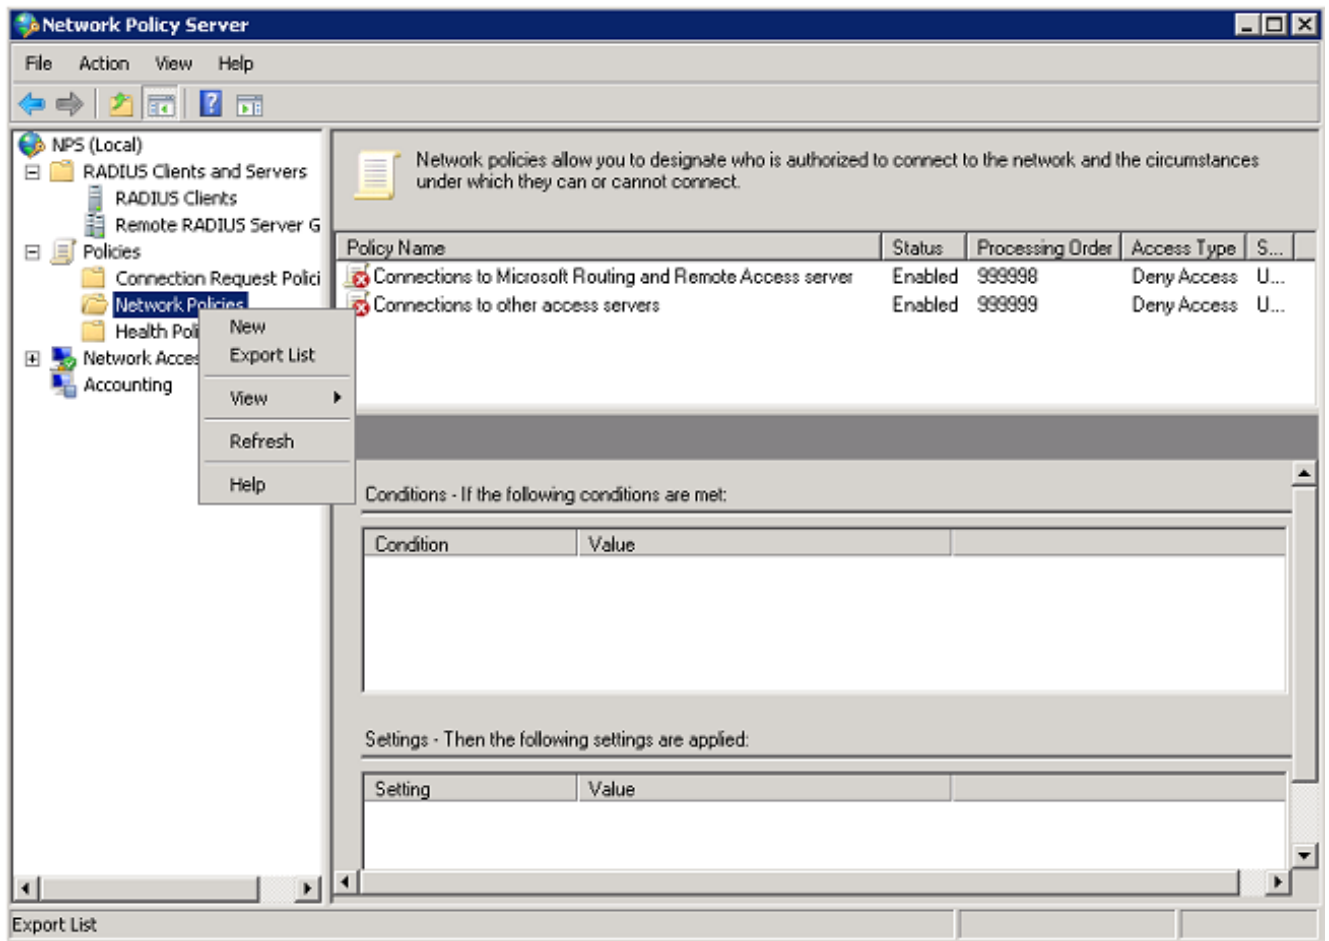 Network Policy Server
File Action View Help
NPS (Local)
RADIUS Clients and Servers
RADIUS Clients
Remote RADIUS Server G
Policies
Connection Request Polici
Network Policies
Health Poli
Network Acces
Accounting
New
Export List
View
Refresh
Help
Network policies allow you to designate who is authorized to connect to the network and the circumstances
under which they can or cannot connect.
Policy Name Status Processing Order Access Type S...
Connections to Microsoft Routing and Remote Access server Enabled 999998 Deny Access U...
Connections to other access servers Enabled 999999 Deny Access U...
Conditions - If the following conditions are met:
Condition Value
Settings - Then the following settings are applied:
Setting Value
Export List